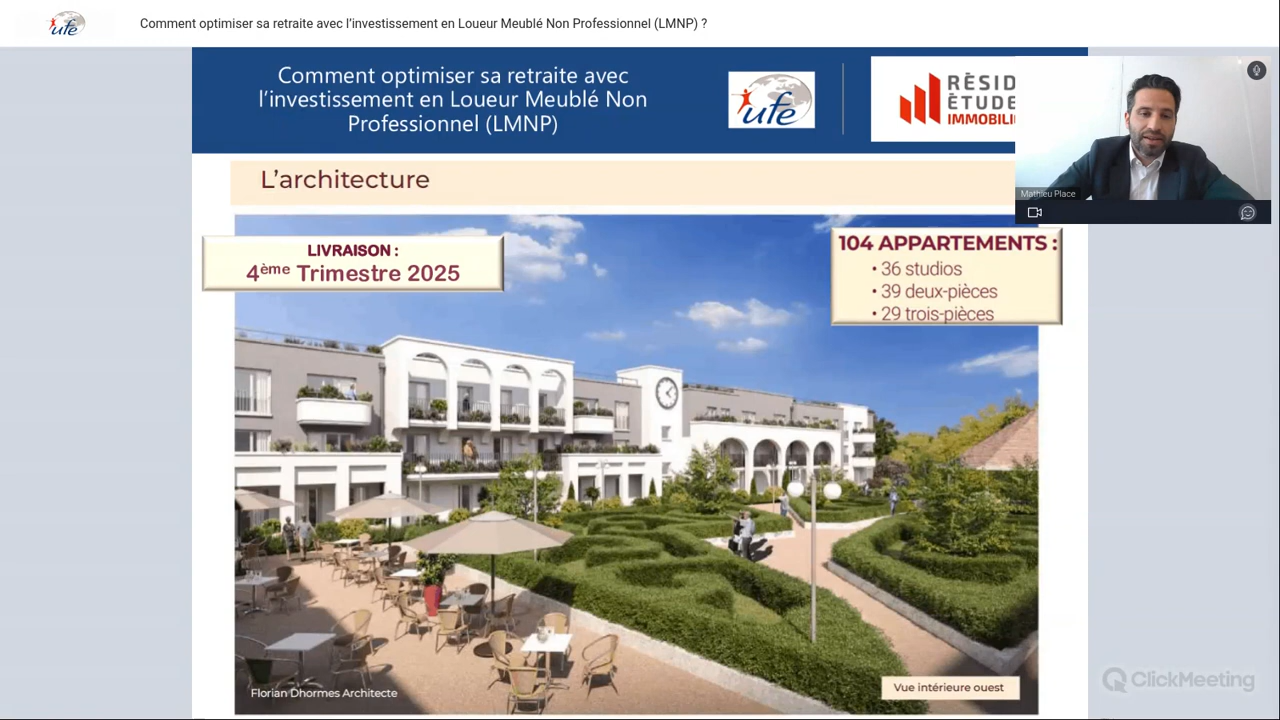 Comment optimiser sa retraite avec l’investissement en Loueur Meublé Non Professionnel (LMNP) ?
ufe
Comment optimiser sa retraite avec
l’investissement en Loueur Meublé Non
Professionnel (LMNP)
ufe
RÉSID
ÉTUDE
IMMOBILI
Mathieu Place
L’architecture
LIVRAISON :
4ème Trimestre 2025
104 APPARTEMENTS :
• 36 studios
• 39 deux-pièces
• 29 trois-pièces
Florian Dhormes Architecte
Vue intérieure ouest
ClickMeeting